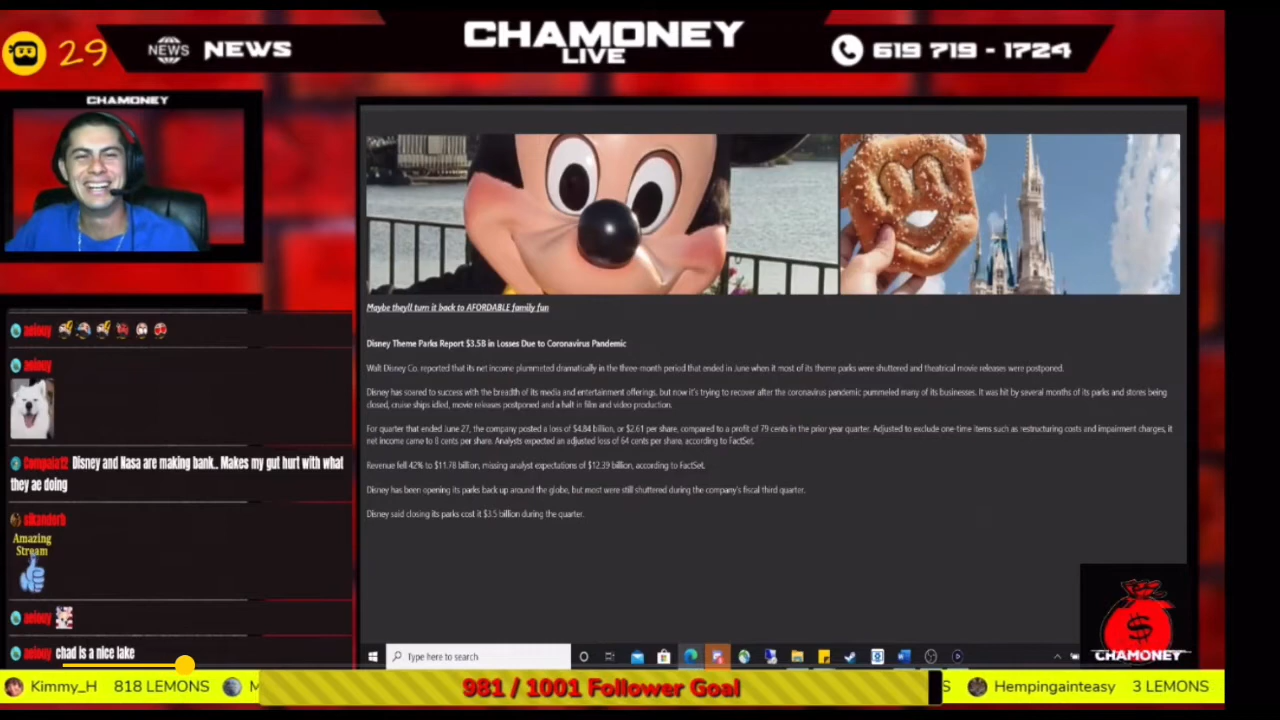 29
NEWS
NEWS
CHAMONEY
LIVE
619 719 - 1724
CHAMONEY
Maybe theyll turn it back to AFORDABLE family fun
Disney Theme Parks Report $3.5B in Losses Due to Coronavirus Pandemic
Walt Disney Co. reported that its net income plummeted dramatically in the three-month period that ended in June when it most of its theme parks were shuttered and theatrical movie releases were postponed.
Disney has soared to success with the breadth of its media and entertainment offerings, but now it's trying to recover after the coronavirus pandemic pummeled many of its businesses. It was hit by several months of its parks and stores being
closed, cruise ships idled, movie releases postponed and a halt in film and video production.
For quarter that ended June 27, the company posted a loss of $4.84 billion, or $2.61 per share, compared to a profit of 79 cents in the prior year quarter. Adjusted to exclude one-time items such as restructuring costs and impairment charges, it
net income came to 8 cents per share. Analysts expected an adjusted loss of 64 cents per share, according to FactSet.
Revenue fell 42% to $11.78 billion, missing analyst expectations of $12.39 billion, according to FactSet.
Disney has been opening its parks back up around the globe, but most were still shuttered during the company's fiscal third quarter.
Disney said closing its parks cost it $3.5 billion during the quarter.
aeiouy
aeiouy
Compala12 Disney and Nasa are making bank.. Makes my gut hurt with what
they ae doing
sikandorb
Amazing
Stream
aeiouy
aeiouy chad is a nice lake
Type here to search
$
CHAMONEY
Kimmy_H 818 LEMONS
M
981 / 1001 Follower Goal
S
Hempingainteasy 3 LEMONS